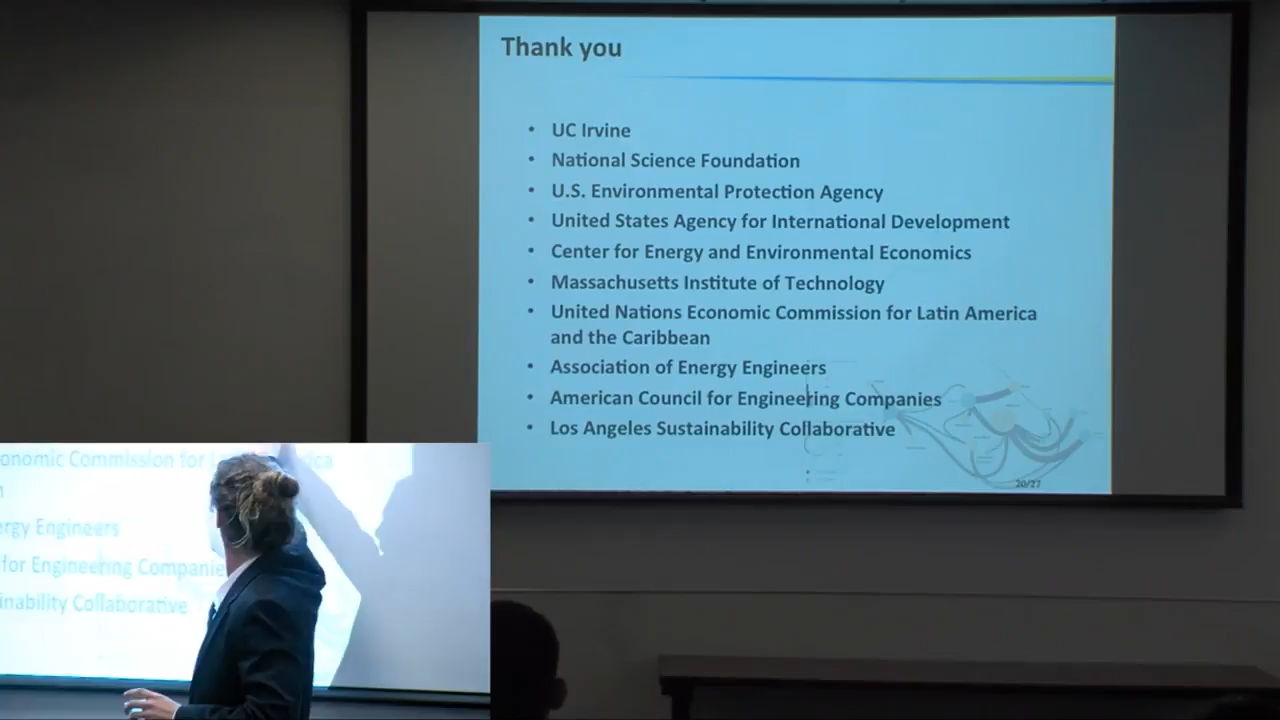 Thank you
• UC Irvine
• National Science Foundation
• U.S. Environmental Protection Agency
• United States Agency for International Development
• Center for Energy and Environmental Economics
• Massachusetts Institute of Technology
• United Nations Economic Commission for Latin America
and the Caribbean
• Association of Energy Engineers
• American Council for Engineering Companies
• Los Angeles Sustainability Collaborative
20/27
onomic Commission for L ica
n
ergy Engineers
for Engineering Companie
inability Collaborative